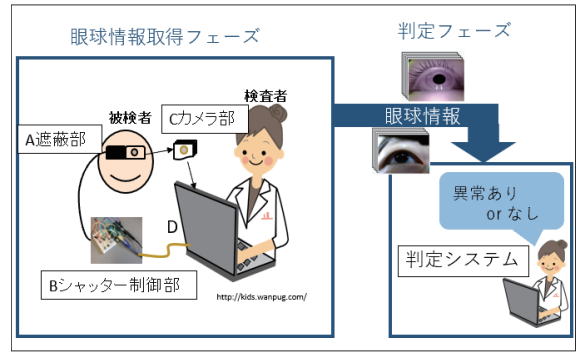 眼球情報取得フェーズ
判定フェーズ
検査者
被検者
Cカメラ部
A遮蔽部
眼球情報
D
Bシャッター制御部
http://kids.wanpug.com/
異常あり
or なし
判定システム